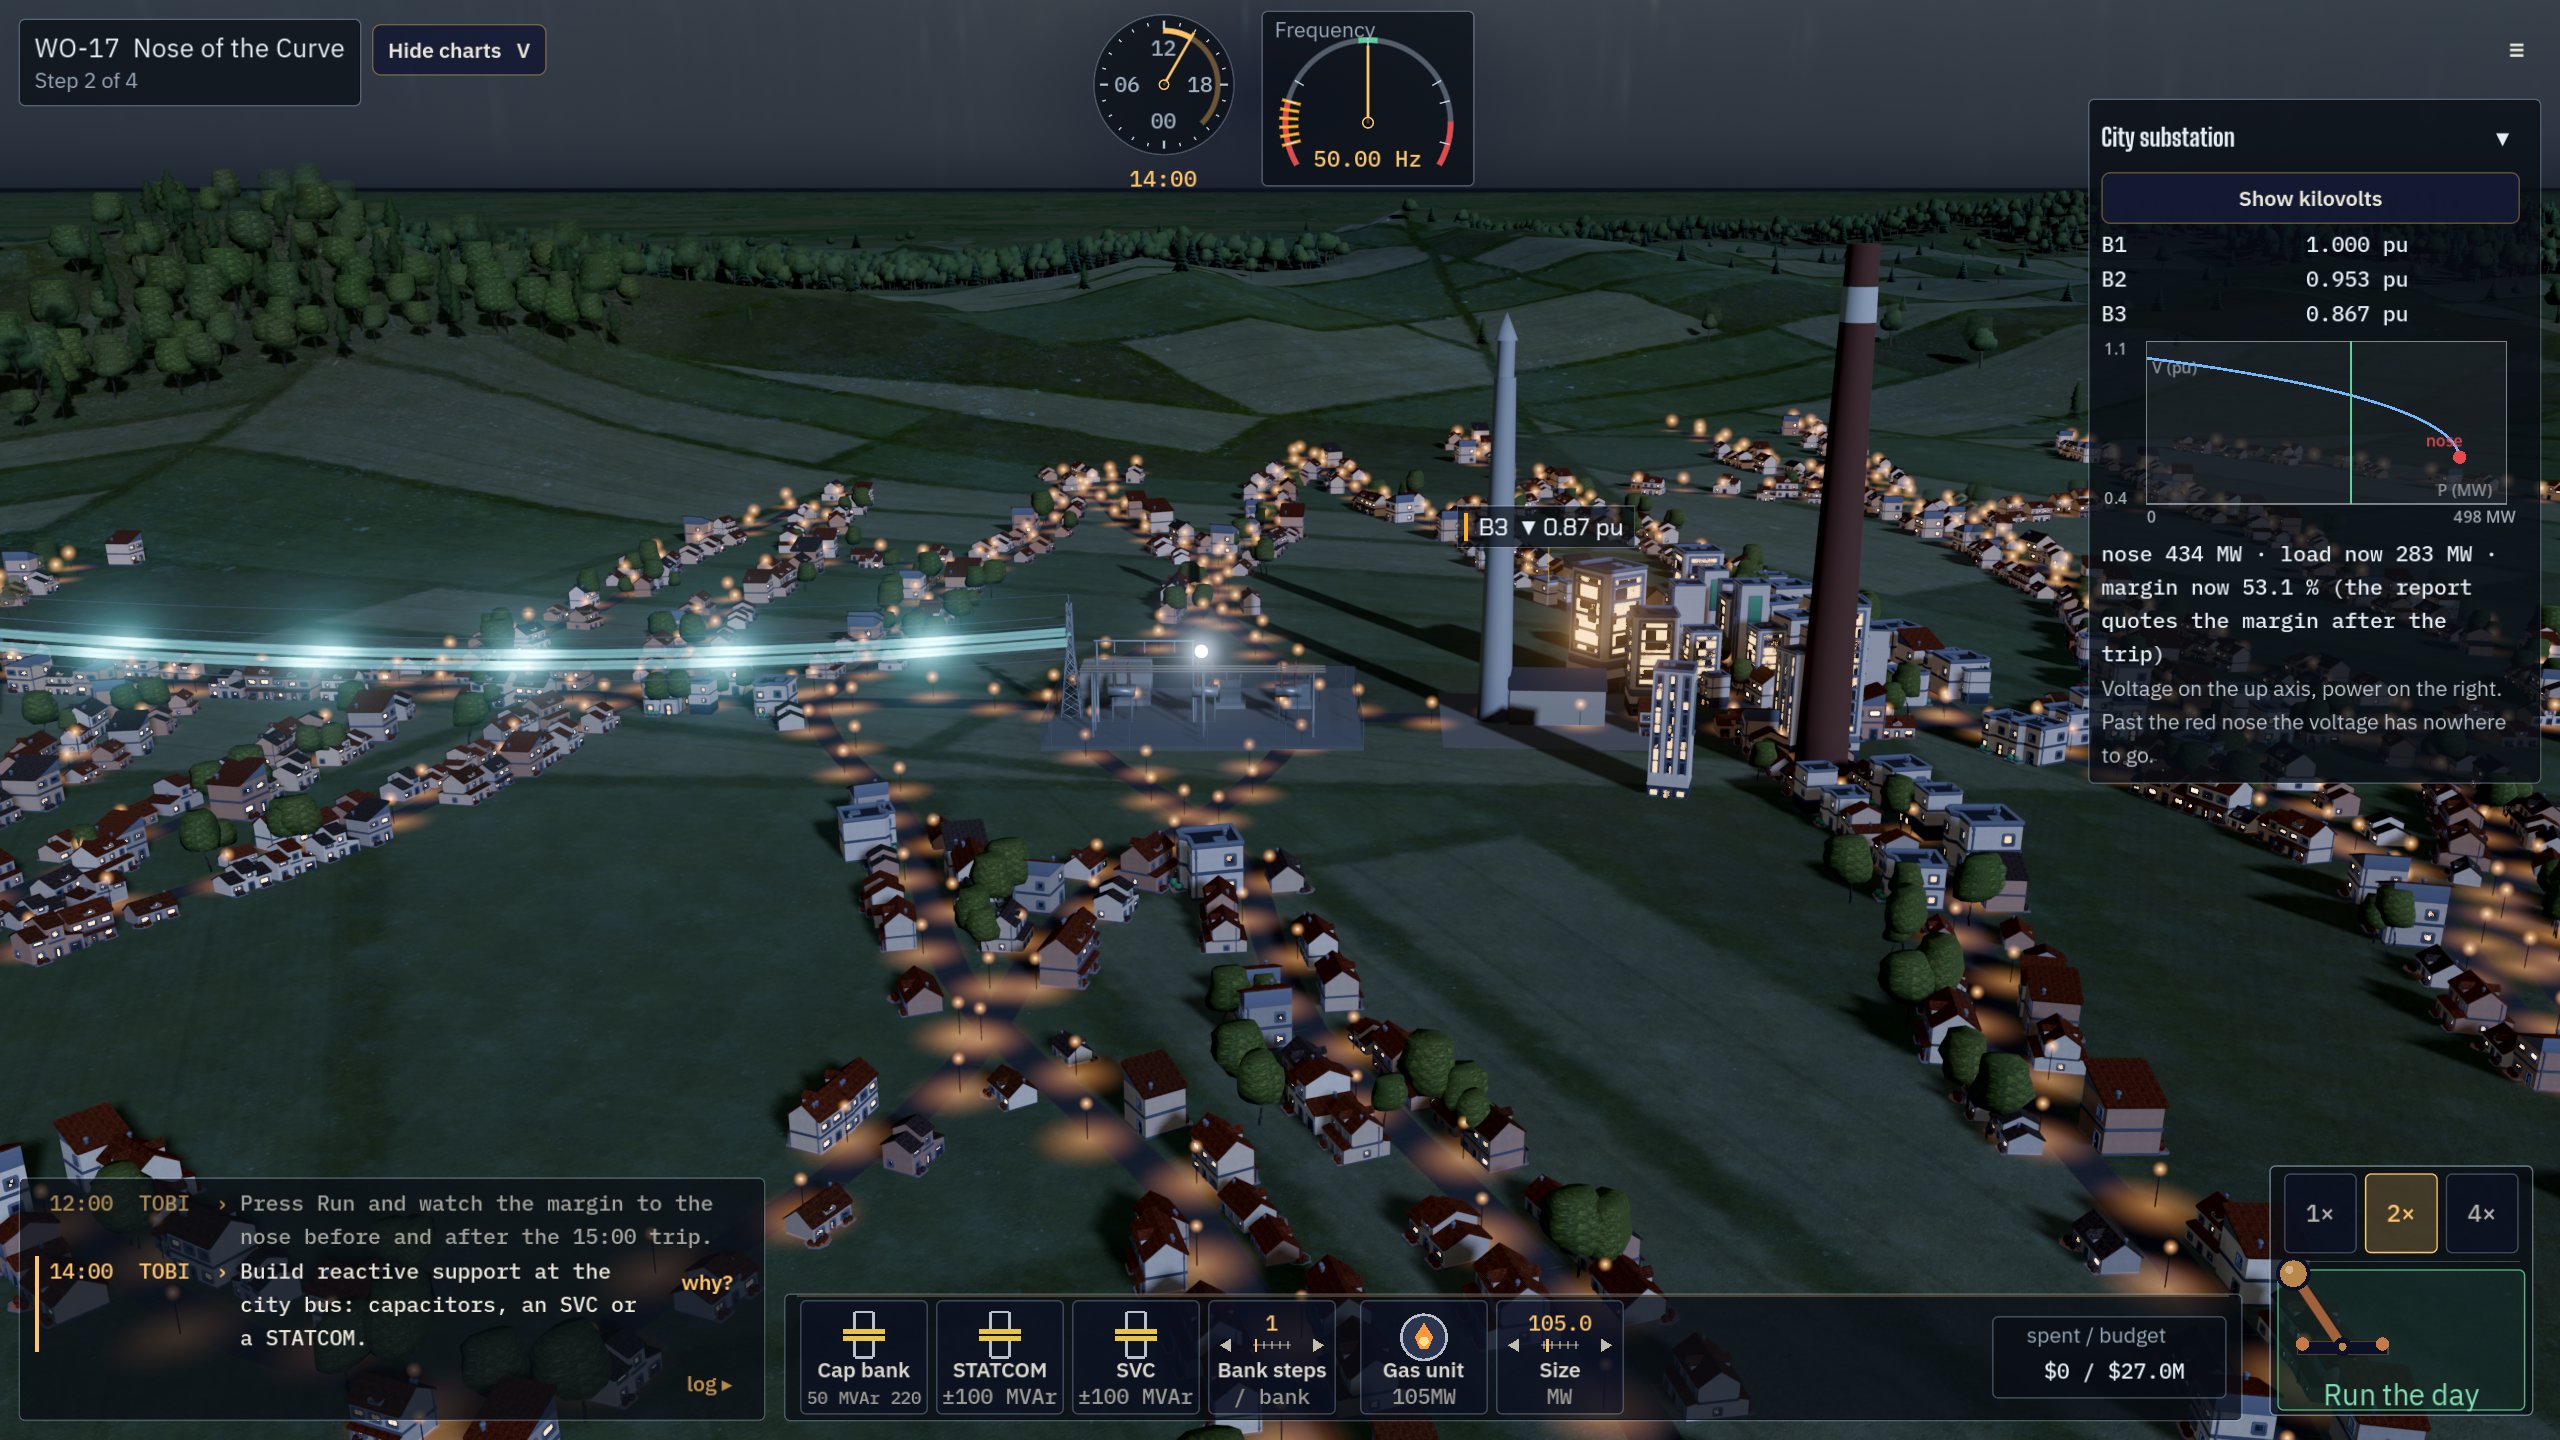 WO-17 Nose of the Curve
Step 2 of 4
Hide charts V
12
06
18
00
14:00
Frequency
50.00 Hz
☰
City substation ▼
Show kilovolts
B1 1.000 pu
B2 0.953 pu
B3 0.867 pu
1.1
V (pu)
nose
P (MW)
0.4
0
498 MW
nose 434 MW · load now 283 MW ·
margin now 53.1 % (the report
quotes the margin after the
trip)
Voltage on the up axis, power on the right.
Past the red nose the voltage has nowhere
to go.
B3 ▼ 0.87 pu
12:00 TOBI › Press Run and watch the margin to the
nose before and after the 15:00 trip.
14:00 TOBI › Build reactive support at the
city bus: capacitors, an SVC or
a STATCOM.
why?
log ▸
Cap bank
50 MVAr 220
STATCOM
±100 MVAr
SVC
±100 MVAr
1
◀ ▶
Bank steps
/ bank
Gas unit
105MW
105.0
◀ ▶
Size
MW
spent / budget
$0 / $27.0M
1×
2×
4×
Run the day